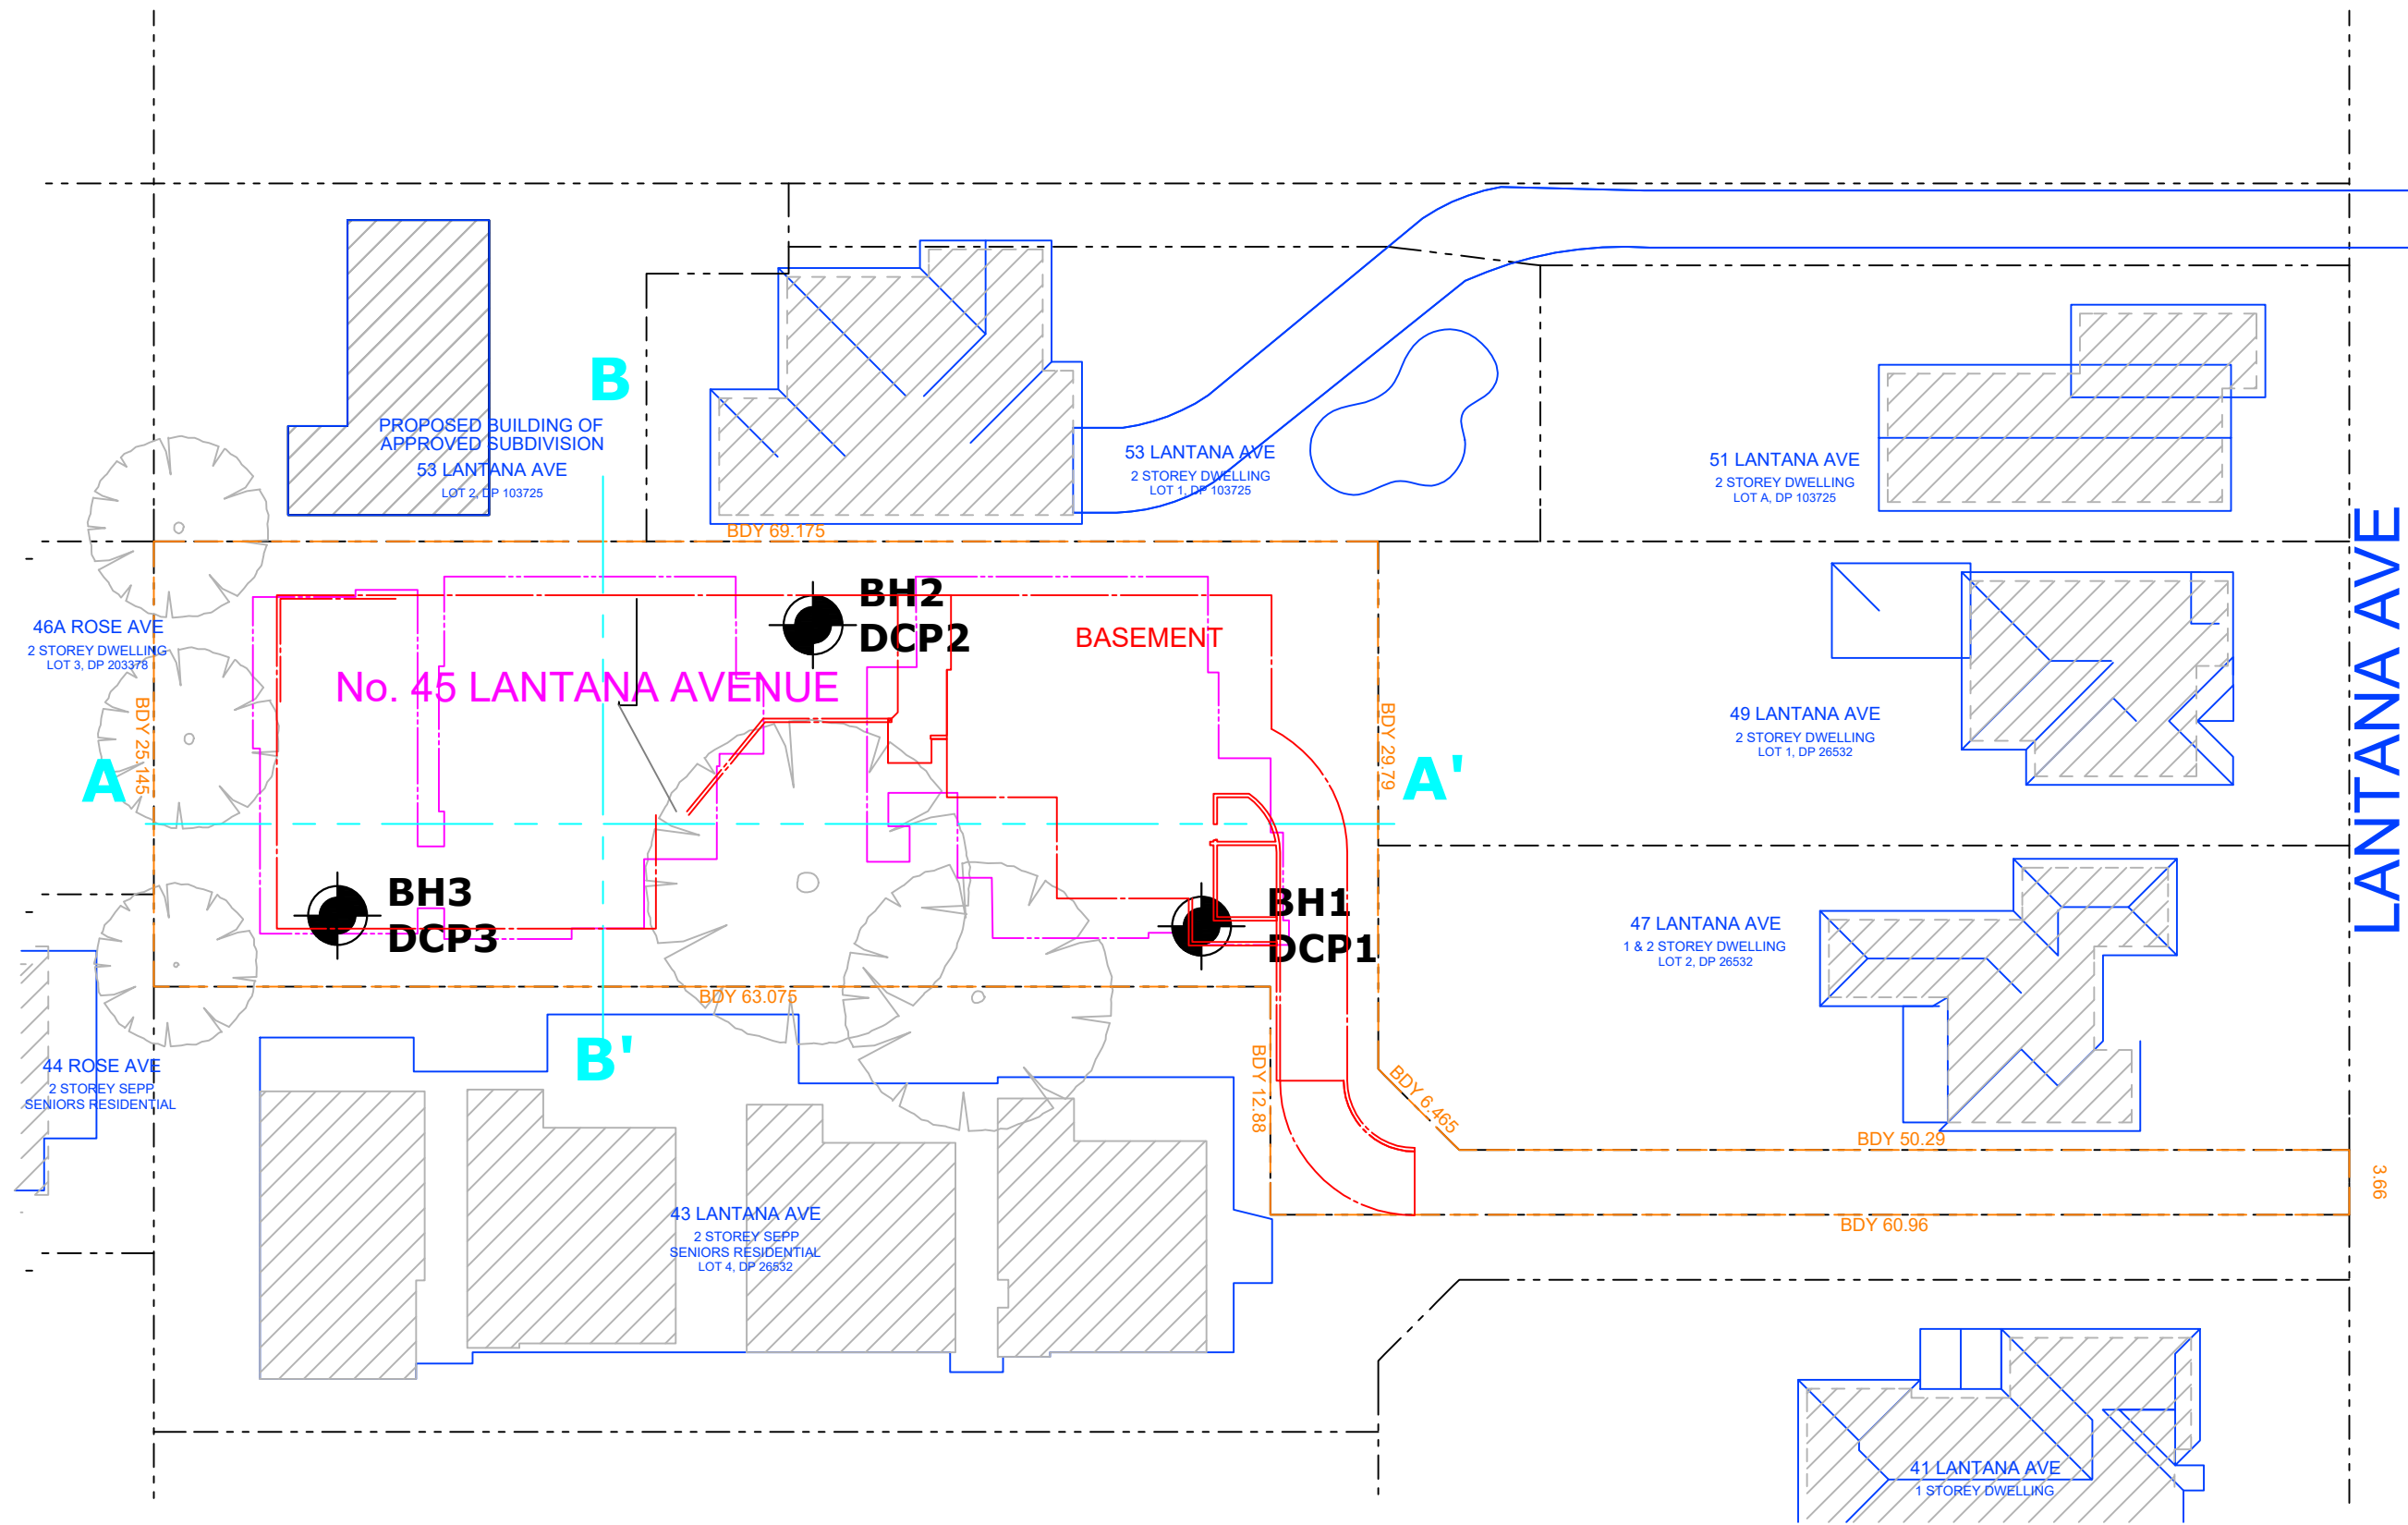 B
PROPOSED BUILDING OF
APPROVED SUBDIVISION
53 LANTANA AVE
LOT 2, DP 103725
53 LANTANA AVE
2 STOREY DWELLING
LOT 1, DP 103725
51 LANTANA AVE
2 STOREY DWELLING
LOT A, DP 103725
BDY 69.175
LANTANA AVE
46A ROSE AVE
2 STOREY DWELLING
LOT 3, DP 203378
BH2
DCP2
BASEMENT
No. 45 LANTANA AVENUE
BDY 25.145
BDY 29.79
49 LANTANA AVE
2 STOREY DWELLING
LOT 1, DP 26532
A
A'
BH3
DCP3
BH1
DCP1
47 LANTANA AVE
1 & 2 STOREY DWELLING
LOT 2, DP 26532
BDY 63.075
B'
44 ROSE AVE
2 STOREY SEPP
SENIORS RESIDENTIAL
BDY 12.88
BDY 6.465
BDY 50.29
3.66
43 LANTANA AVE
2 STOREY SEPP
SENIORS RESIDENTIAL
LOT 4, DP 26532
BDY 60.96
41 LANTANA AVE
1 STOREY DWELLING